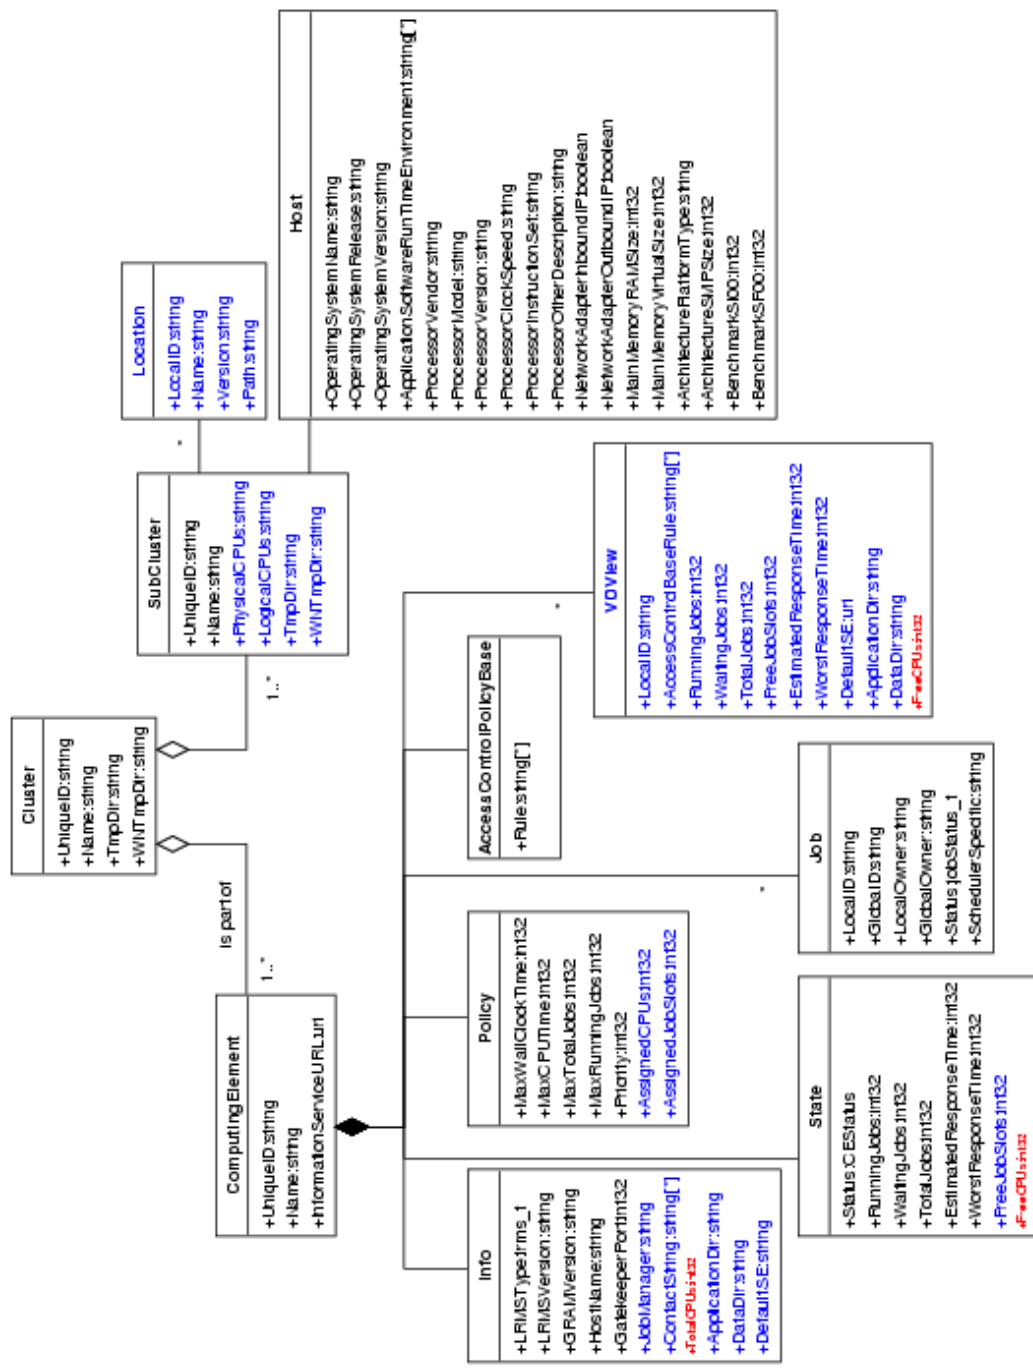 Cluster
+UniqueID:string
+Name:string
+TmpDir:string
+WNTmpDir:string
is part of
1..*
1..*
ComputingElement
+UniqueID:string
+Name:string
+InformationServiceURL:uri
SubCluster
+UniqueID:string
+Name:string
+PhysicalCPUs:string
+LogicalCPUs:string
+TmpDir:string
+WNTmpDir:string
*
Location
+LocalID:string
+Name:string
+Version:string
+Path:string
Host
+OperatingSystemName:string
+OperatingSystemRelease:string
+OperatingSystemVersion:string
+ApplicationSoftwareRunTimeEnvironment:string[*]
+ProcessorVendor:string
+ProcessorModel:string
+ProcessorVersion:string
+ProcessorClockSpeed:string
+ProcessorInstructionSet:string
+ProcessorOtherDescription:string
+NetworkAdapterInboundIP:boolean
+NetworkAdapterOutboundIP:boolean
+MainMemoryRAMSize:int32
+MainMemoryVirtualSize:int32
+ArchitecturePlatformType:string
+ArchitectureSMPSize:int32
+BenchmarkSI00:int32
+BenchmarkSF00:int32
Info
+LRMSType:lrms_t
+LRMSVersion:string
+GRAMVersion:string
+HostName:string
+GatekeeperPort:int32
+JobManager:string
+ContactString:string[*]
+TotalCPUs:int32
+ApplicationDir:string
+DataDir:string
+DefaultSE:string
Policy
+MaxWallClockTime:int32
+MaxCPUTime:int32
+MaxTotalJobs:int32
+MaxRunningJobs:int32
+Priority:int32
+AssignedCPUs:int32
+AssignedJobSlots:int32
AccessControlPolicyBase
+Rule:string[*]
*
VOView
+LocalID:string
+AccessControlBaseRule:string[*]
+RunningJobs:int32
+WaitingJobs:int32
+TotalJobs:int32
+FreeJobSlots:int32
+EstimatedResponseTime:int32
+WorstResponseTime:int32
+DefaultSE:uri
+ApplicationDir:string
+DataDir:string
+FreeCPUs:int32
State
+Status:CEStatus
+RunningJobs:int32
+WaitingJobs:int32
+TotalJobs:int32
+EstimatedResponseTime:int32
+WorstResponseTime:int32
+FreeJobSlots:int32
+FreeCPUs:int32
*
Job
+LocalID:string
+GlobalID:string
+LocalOwner:string
+GlobalOwner:string
+Status:jobStatus_t
+SchedulerSpecific:string